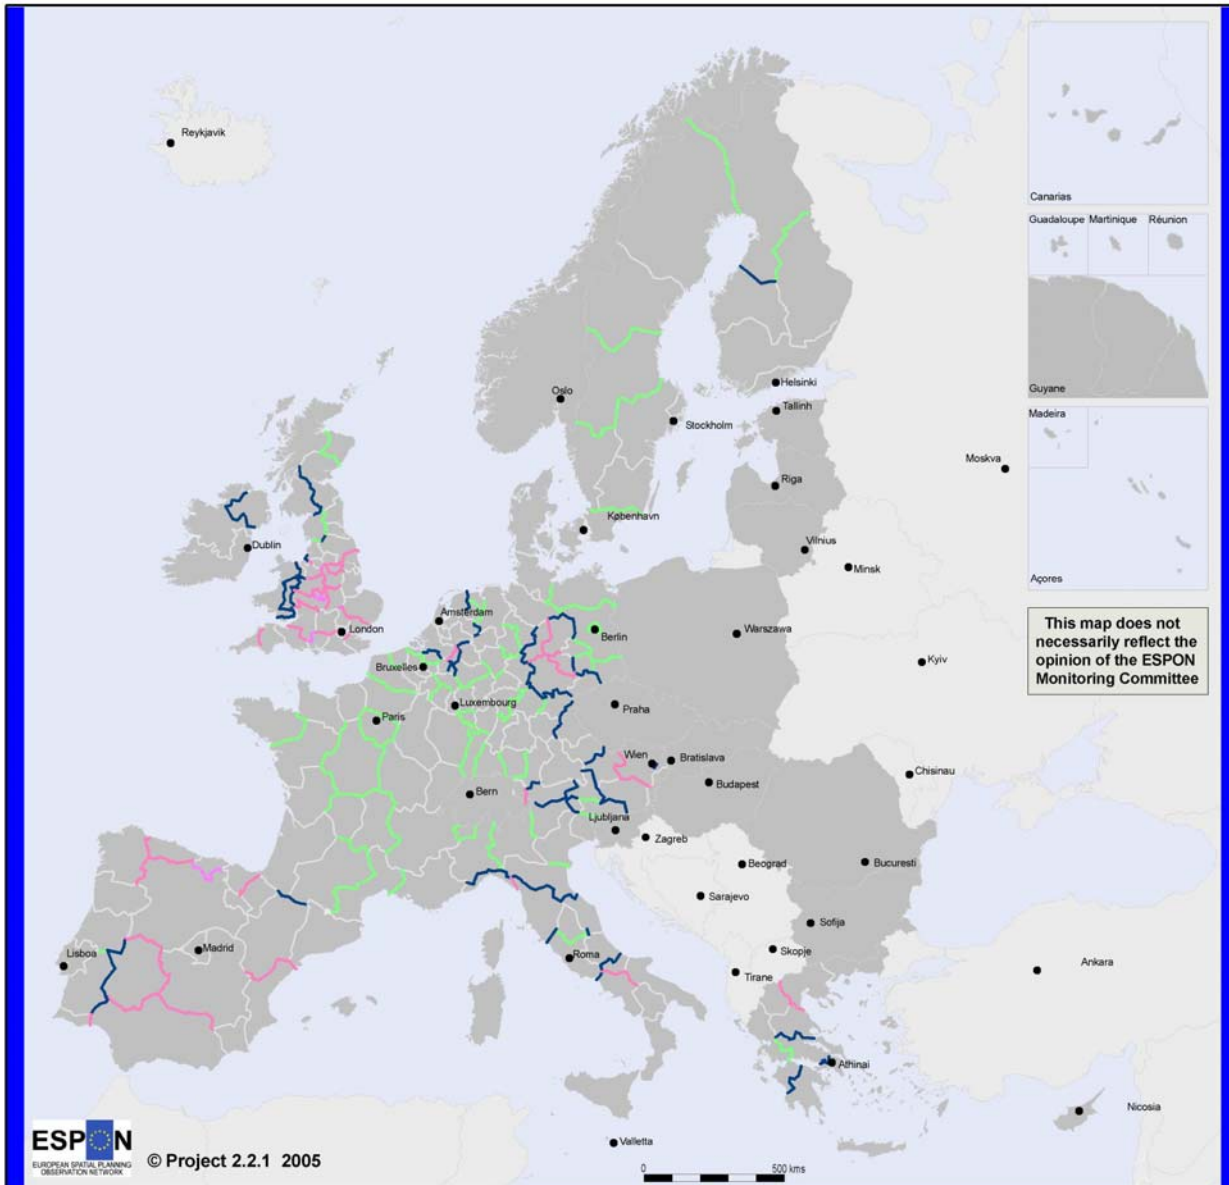 Canarias
Reykjavik
Guadaloupe
Martinique
Réunion
Guyane
Oslo
Helsinki
Tallinh
Stockholm
Madeira
Moskva
Riga
København
Dublin
Vilnius
Minsk
Açores
Amsterdam
London
Berlin
Warszawa
This map does not
necessarily reflect the
opinion of the ESPON
Monitoring Committee
Bruxelles
Kyiv
Luxembourg
Praha
Paris
Wien
Bratislava
Chisinau
Budapest
Bern
Ljubljana
Zagreb
Beograd
Bucuresti
Sarajevo
Sofija
Madrid
Lisboa
Skopje
Roma
Tirane
Ankara
Athinai
Nicosia
Valletta
ESPON
EUROPEAN SPATIAL PLANNING
OBSERVATION NETWORK
© Project 2.2.1 2005
0 500 kms